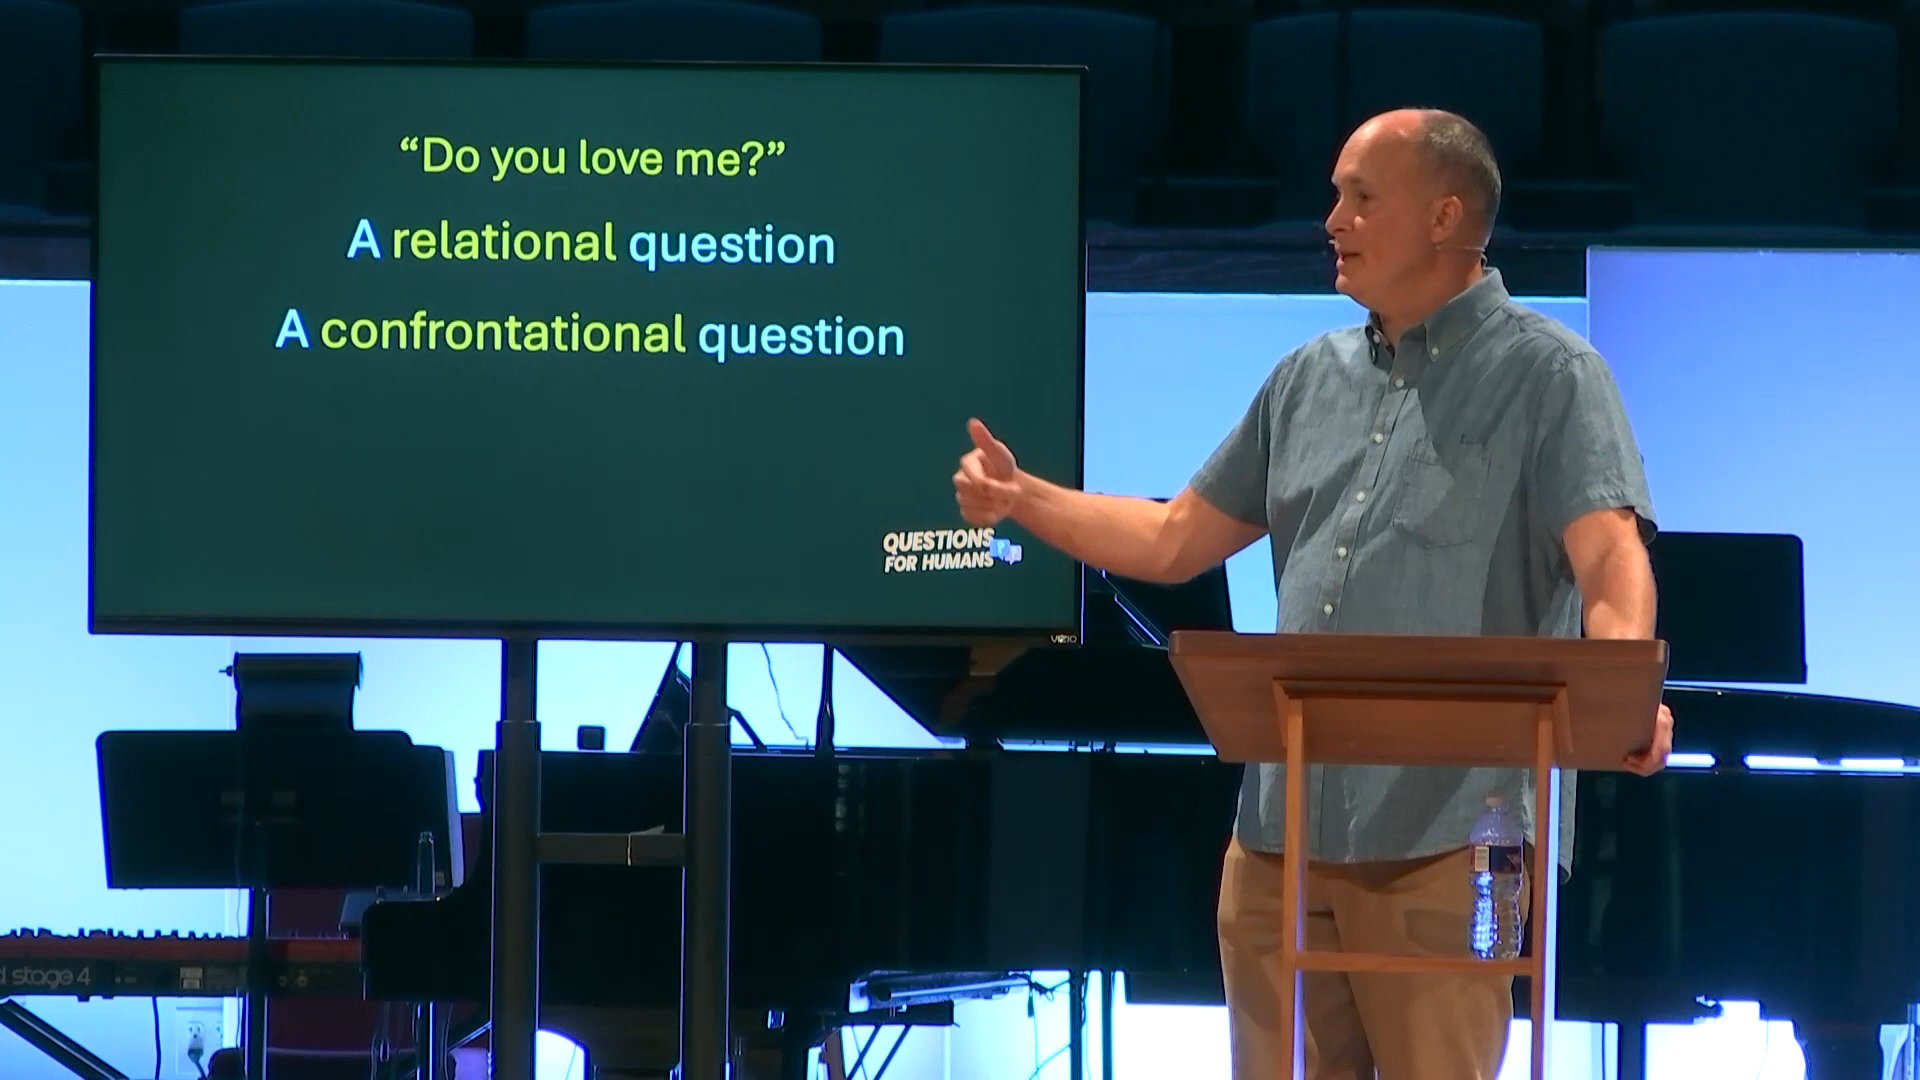 “Do you love me?”
A relational question
A confrontational question
QUESTIONS
FOR HUMANS
VIZIO
d stage 4